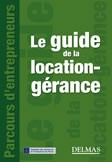 Parcours d'entrepreneurs
Le guide
de la
location-
gérance
DELMAS